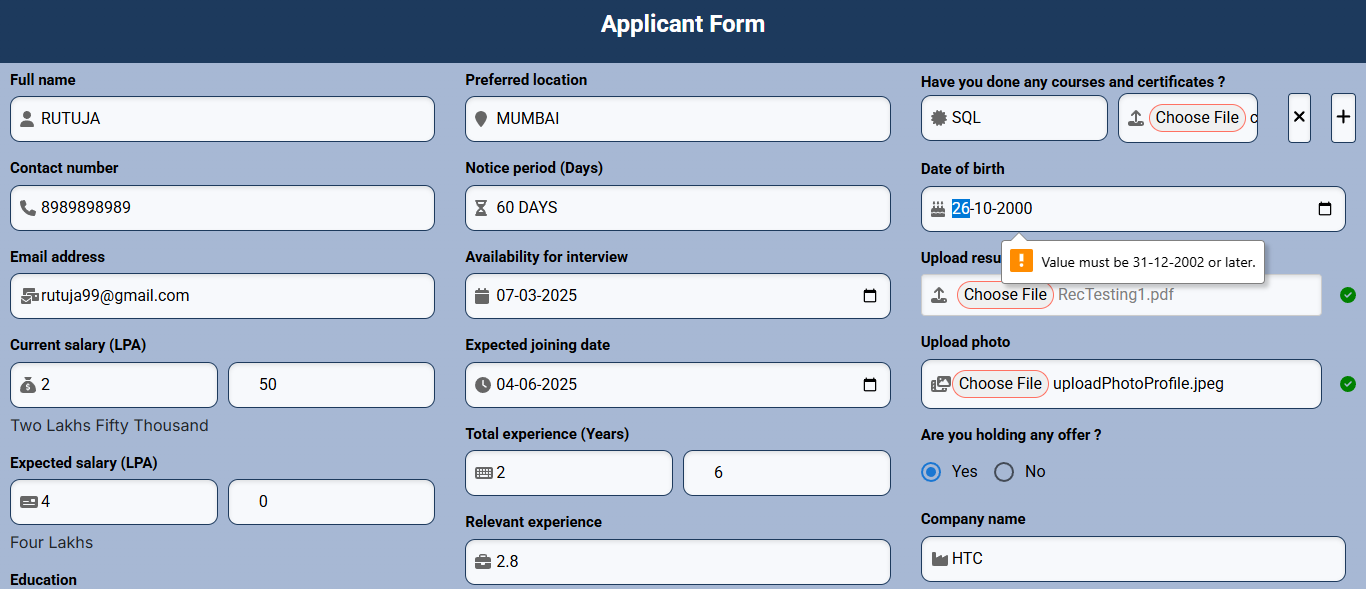 Applicant Form
Full name
RUTUJA
Contact number
8989898989
Email address
rutuja99@gmail.com
Current salary (LPA)
2 50
Two Lakhs Fifty Thousand
Expected salary (LPA)
4 0
Four Lakhs
Education
Preferred location
MUMBAI
Notice period (Days)
60 DAYS
Availability for interview
07-03-2025
Expected joining date
04-06-2025
Total experience (Years)
2 6
Relevant experience
2.8
Have you done any courses and certificates ?
SQL Choose File c × +
Date of birth
26-10-2000
Value must be 31-12-2002 or later.
Upload resu
Choose File RecTesting1.pdf
Upload photo
Choose File uploadPhotoProfile.jpeg
Are you holding any offer ?
Yes No
Company name
HTC